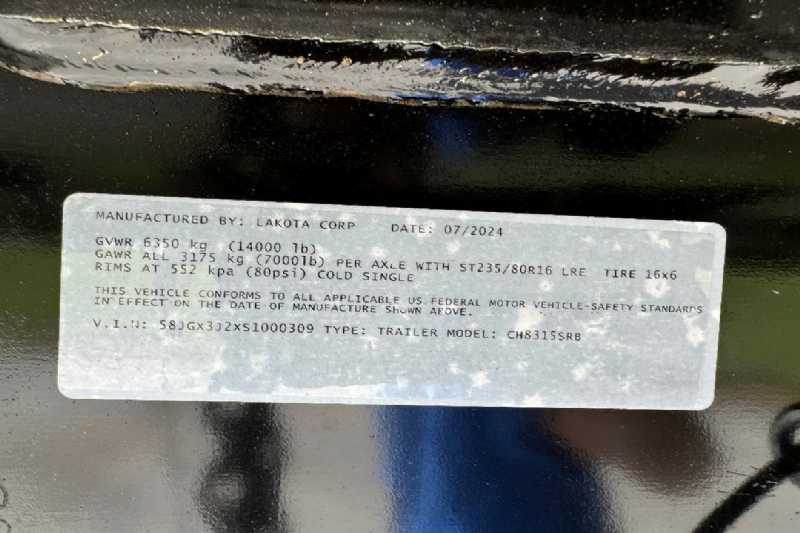 MANUFACTURED BY: LAKOTA CORP DATE: 07/2024
GVWR 6350 kg (14000 lb)
GAWR ALL 3175 kg (7000lb) PER AXLE WITH ST235/80R16 LRE TIRE 16x6
RIMS AT 552 kpa (80psi) COLD SINGLE
THIS VEHICLE CONFORMS TO ALL APPLICABLE US FEDERAL MOTOR VEHICLE-SAFETY STANDARDS
IN EFFECT ON THE DATE OF MANUFACTURE SHOWN ABOVE.
V.I.N: 58JGX3J2XS1000309 TYPE: TRAILER MODEL: CH8315SRB